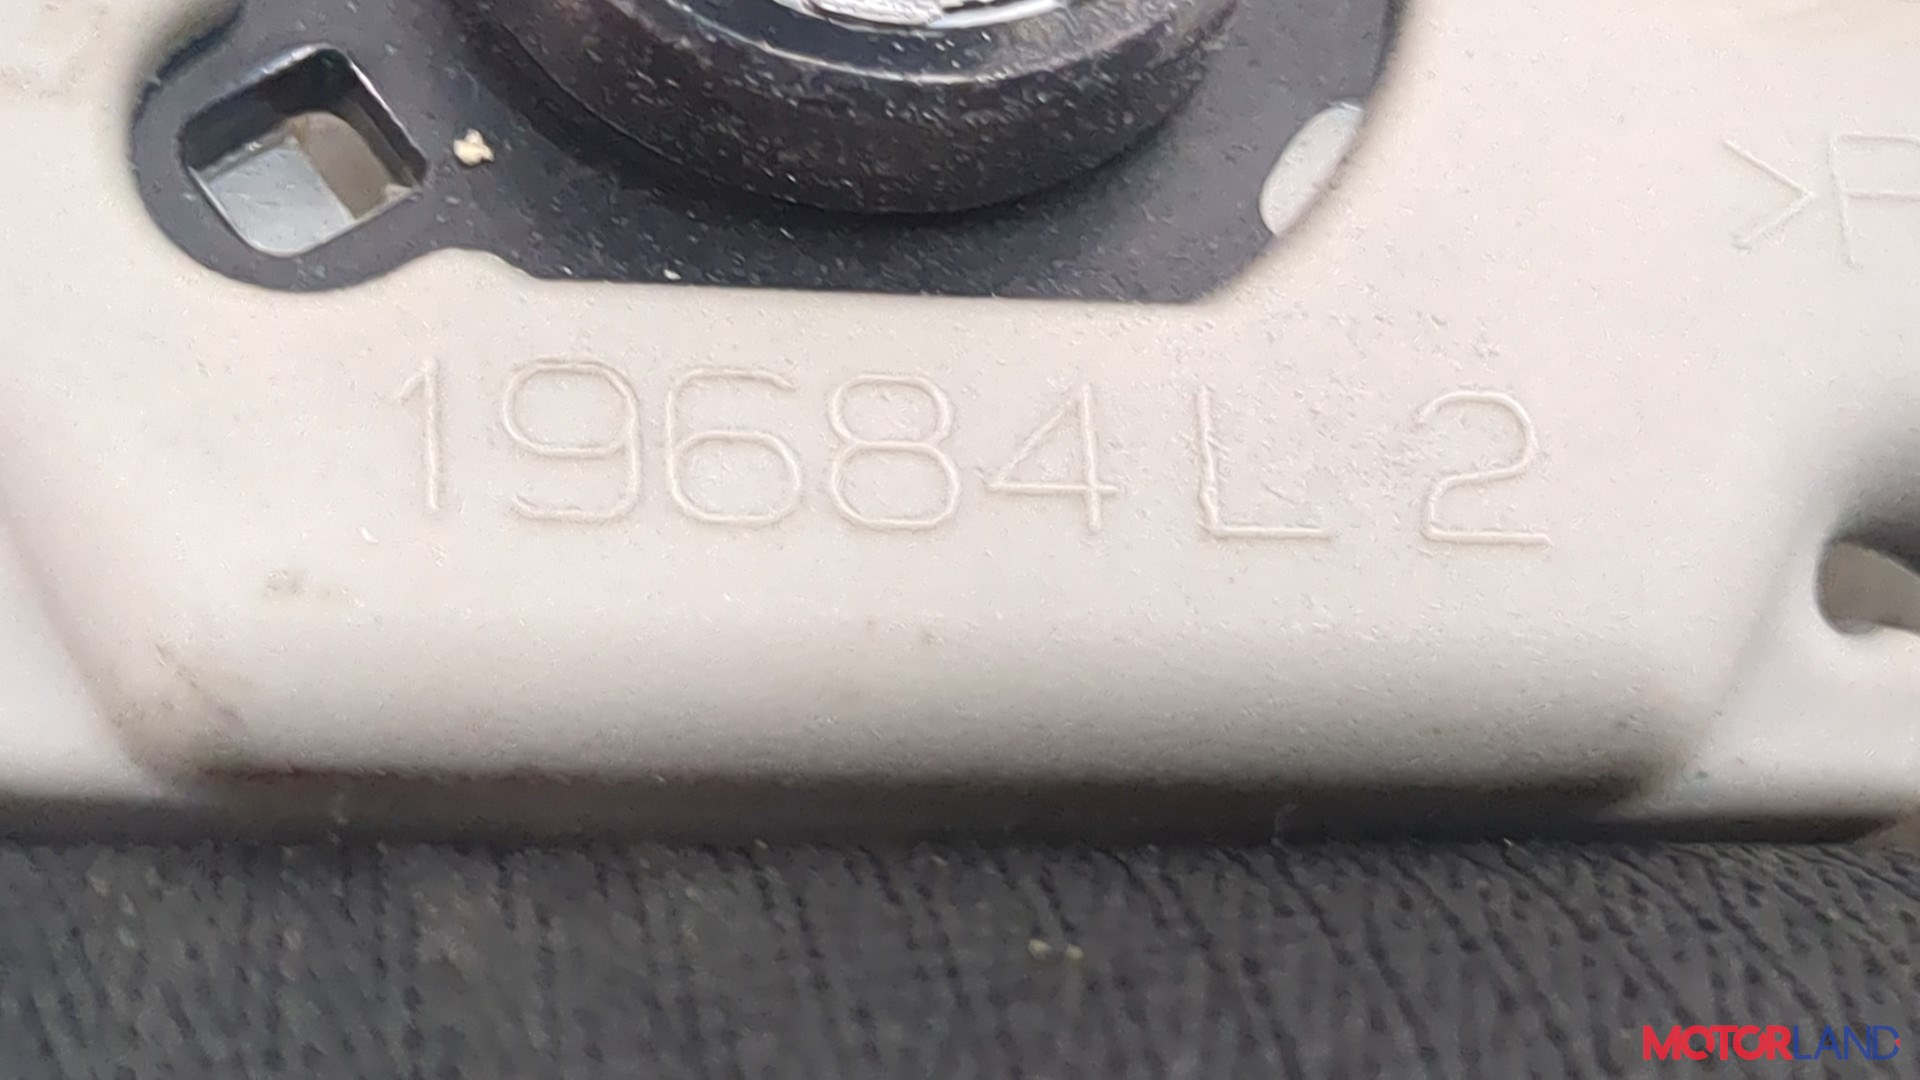 >P
19684 L 2
MOTORLAND